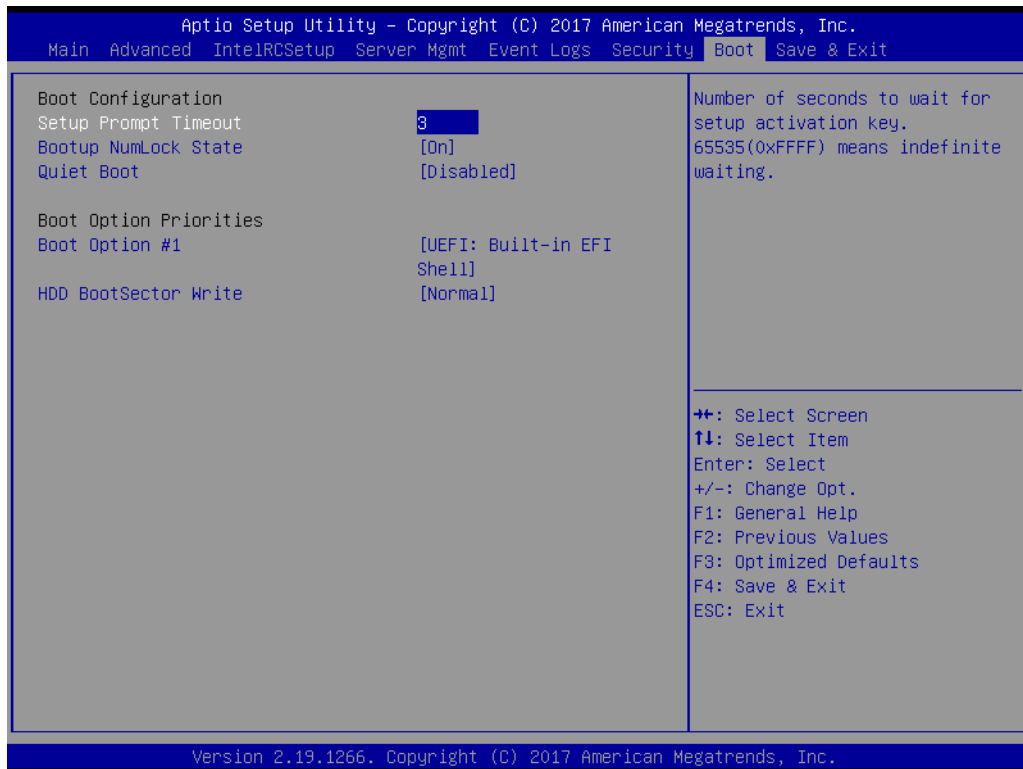 Aptio Setup Utility – Copyright (C) 2017 American Megatrends, Inc.
Main Advanced IntelRCSetup Server Mgmt Event Logs Security Boot Save & Exit
Boot Configuration
Setup Prompt Timeout 3
Bootup NumLock State [On]
Quiet Boot [Disabled]
Boot Option Priorities
Boot Option #1 [UEFI: Built-in EFI
Shell]
HDD BootSector Write [Normal]
Number of seconds to wait for
setup activation key.
65535(0xFFFF) means indefinite
waiting.
→←: Select Screen
↑↓: Select Item
Enter: Select
+/-: Change Opt.
F1: General Help
F2: Previous Values
F3: Optimized Defaults
F4: Save & Exit
ESC: Exit
Version 2.19.1266. Copyright (C) 2017 American Megatrends, Inc.